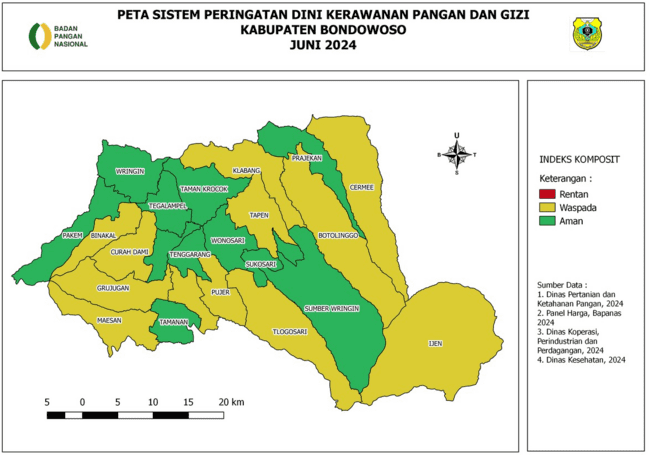 PETA SISTEM PERINGATAN DINI KERAWANAN PANGAN DAN GIZI
KABUPATEN BONDOWOSO
JUNI 2024
BADAN
PANGAN
NASIONAL
U
B
T
S
PRAJEKAN
CERMEE
KLABANG
WRINGIN
TAMAN KROCOK
TEGALAMPEL
TAPEN
PAKEM
BINAKAL
BOTOLINGGO
WONOSARI
CURAH DAMI
TENGGARANG
SUKOSARI
GRUJUGAN
PUJER
SUMBER WRINGIN
MAESAN
TAMANAN
TLOGOSARI
IJEN
5 0 5 10 15 20 km
INDEKS KOMPOSIT
Keterangan :
Rentan
Waspada
Aman
Sumber Data :
1. Dinas Pertanian dan
Ketahanan Pangan, 2024
2. Panel Harga, Bapanas
2024
3. Dinas Koperasi,
Perindustrian dan
Perdagangan, 2024
4. Dinas Kesehatan, 2024